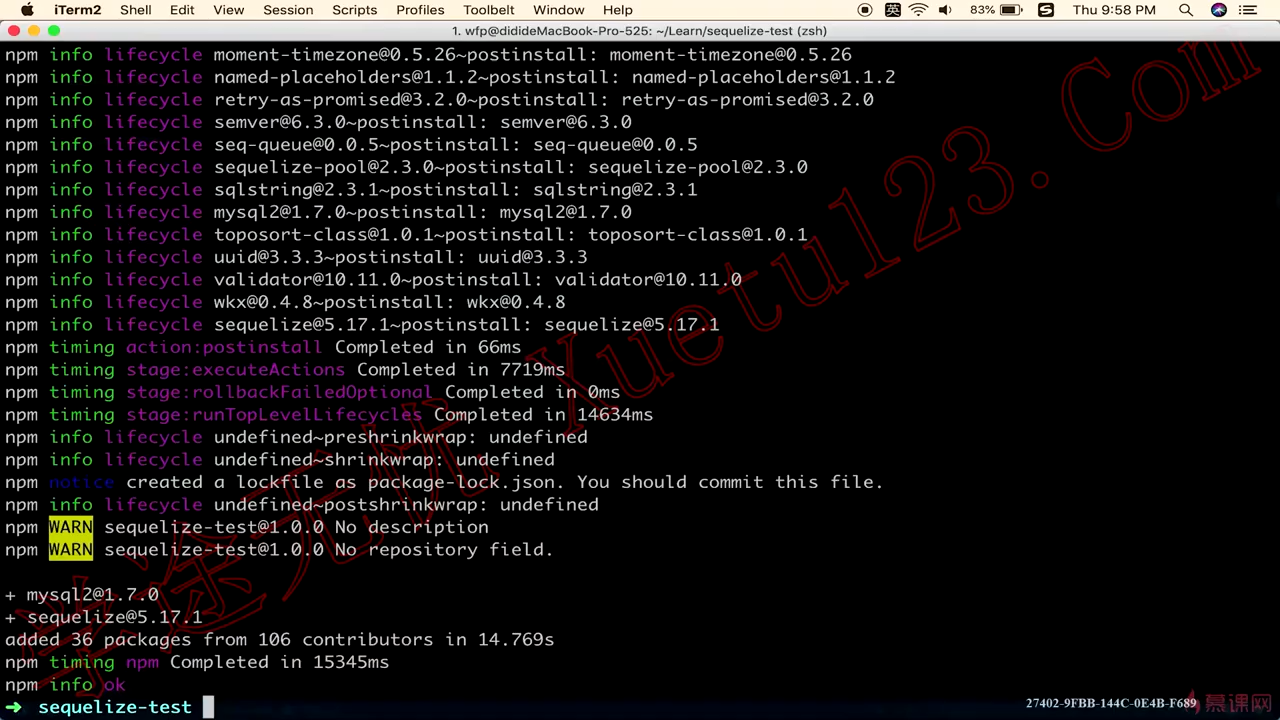 iTerm2 Shell Edit View Session Scripts Profiles Toolbelt Window Help 英 83% S Thu 9:58 PM
1. wfp@didideMacBook-Pro-525: ~/Learn/sequelize-test (zsh)
npm info lifecycle moment-timezone@0.5.26~postinstall: moment-timezone@0.5.26
npm info lifecycle named-placeholders@1.1.2~postinstall: named-placeholders@1.1.2
npm info lifecycle retry-as-promised@3.2.0~postinstall: retry-as-promised@3.2.0
npm info lifecycle semver@6.3.0~postinstall: semver@6.3.0
npm info lifecycle seq-queue@0.0.5~postinstall: seq-queue@0.0.5
npm info lifecycle sequelize-pool@2.3.0~postinstall: sequelize-pool@2.3.0
npm info lifecycle sqlstring@2.3.1~postinstall: sqlstring@2.3.1
npm info lifecycle mysql2@1.7.0~postinstall: mysql2@1.7.0
npm info lifecycle toposort-class@1.0.1~postinstall: toposort-class@1.0.1
npm info lifecycle uuid@3.3.3~postinstall: uuid@3.3.3
npm info lifecycle validator@10.11.0~postinstall: validator@10.11.0
npm info lifecycle wkx@0.4.8~postinstall: wkx@0.4.8
npm info lifecycle sequelize@5.17.1~postinstall: sequelize@5.17.1
npm timing action:postinstall Completed in 66ms
npm timing stage:executeActions Completed in 7719ms
npm timing stage:rollbackFailedOptional Completed in 0ms
npm timing stage:runTopLevelLifecycles Completed in 14634ms
npm info lifecycle undefined~preshrinkwrap: undefined
npm info lifecycle undefined~shrinkwrap: undefined
npm notice created a lockfile as package-lock.json. You should commit this file.
npm info lifecycle undefined~postshrinkwrap: undefined
npm WARN sequelize-test@1.0.0 No description
npm WARN sequelize-test@1.0.0 No repository field.
+ mysql2@1.7.0
+ sequelize@5.17.1
added 36 packages from 106 contributors in 14.769s
npm timing npm Completed in 15345ms
npm info ok
➜ sequelize-test
学途无忧 Xuetu123.Com
27402-9FBB-144C-0E4B-F689
慕课网